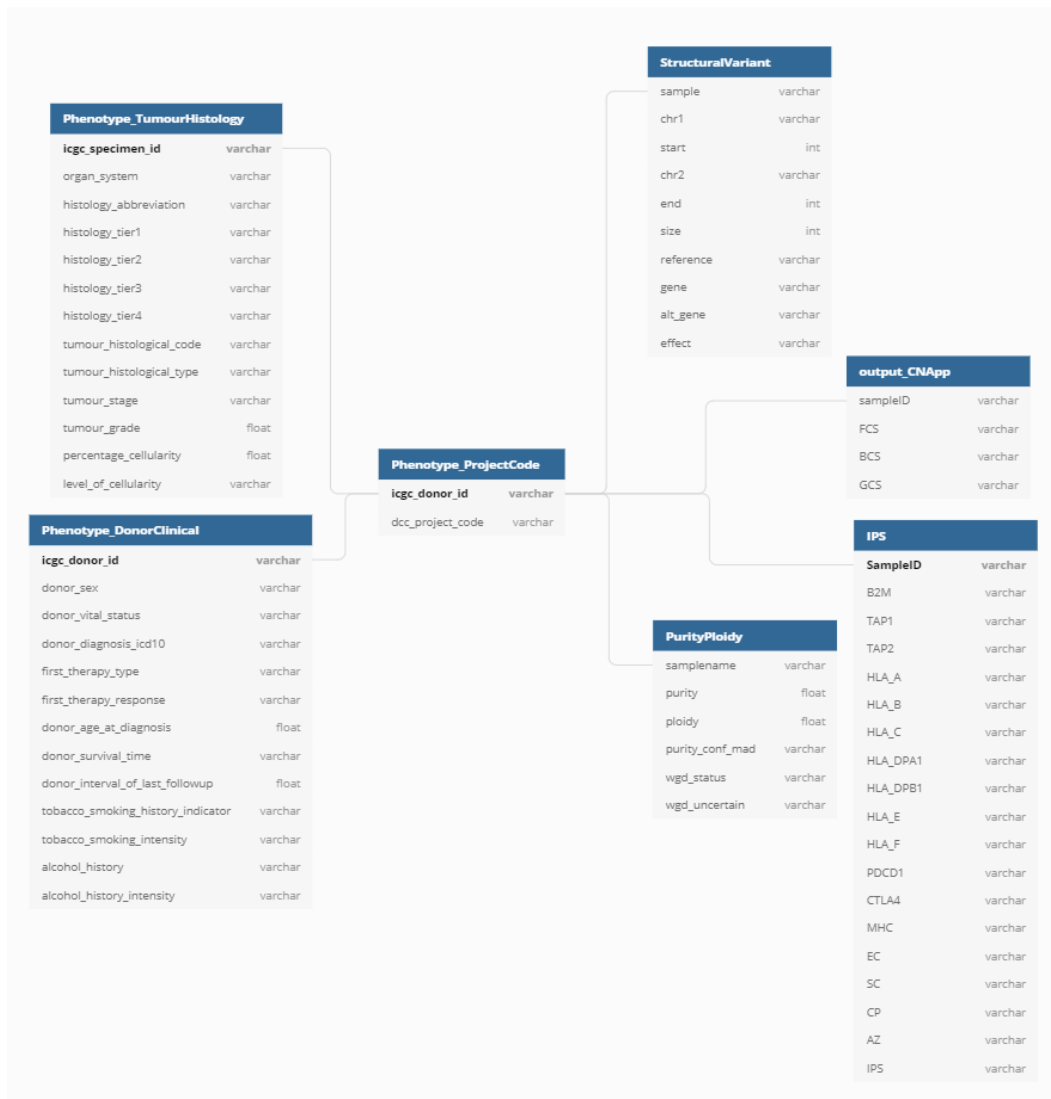 Phenotype_TumourHistology
icgc_specimen_id varchar
organ_system varchar
histology_abbreviation varchar
histology_tier1 varchar
histology_tier2 varchar
histology_tier3 varchar
histology_tier4 varchar
tumour_histological_code varchar
tumour_histological_type varchar
tumour_stage varchar
tumour_grade float
percentage_cellularity float
level_of_cellularity varchar
Phenotype_DonorClinical
icgc_donor_id varchar
donor_sex varchar
donor_vital_status varchar
donor_diagnosis_icd10 varchar
first_therapy_type varchar
first_therapy_response varchar
donor_age_at_diagnosis float
donor_survival_time varchar
donor_interval_of_last_followup float
tobacco_smoking_history_indicator varchar
tobacco_smoking_intensity varchar
alcohol_history varchar
alcohol_history_intensity varchar
Phenotype_ProjectCode
icgc_donor_id varchar
dcc_project_code varchar
StructuralVariant
sample varchar
chr1 varchar
start int
chr2 varchar
end int
size int
reference varchar
gene varchar
alt_gene varchar
effect varchar
output_CNApp
sampleID varchar
FCS varchar
BCS varchar
GCS varchar
IPS
SampleID varchar
B2M varchar
TAP1 varchar
TAP2 varchar
HLA_A varchar
HLA_B varchar
HLA_C varchar
HLA_DPA1 varchar
HLA_DPB1 varchar
HLA_E varchar
HLA_F varchar
PDCD1 varchar
CTLA4 varchar
MHC varchar
EC varchar
SC varchar
CP varchar
AZ varchar
IPS varchar
PurityPloidy
samplename varchar
purity float
ploidy float
purity_conf_mad varchar
wgd_status varchar
wgd_uncertain varchar